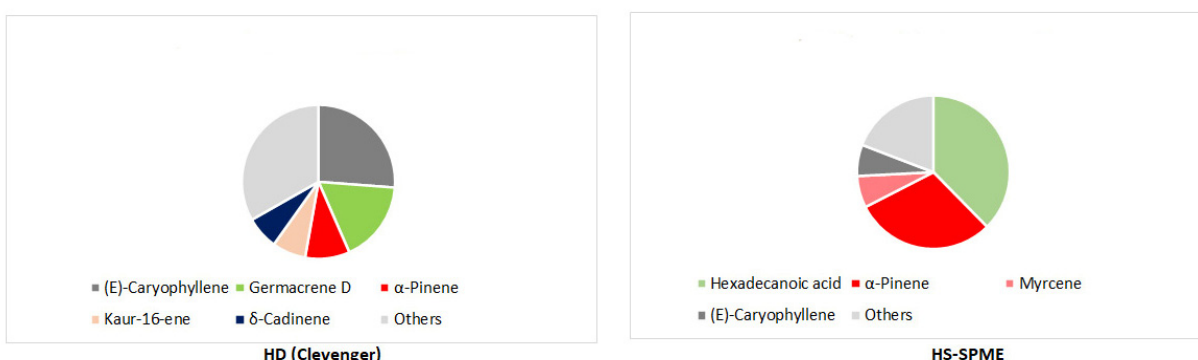 (E)-Caryophyllene Germacrene D α-Pinene
Kaur-16-ene δ-Cadinene Others
HD (Clevenger)
Hexadecanoic acid α-Pinene Myrcene
(E)-Caryophyllene Others
HS-SPME